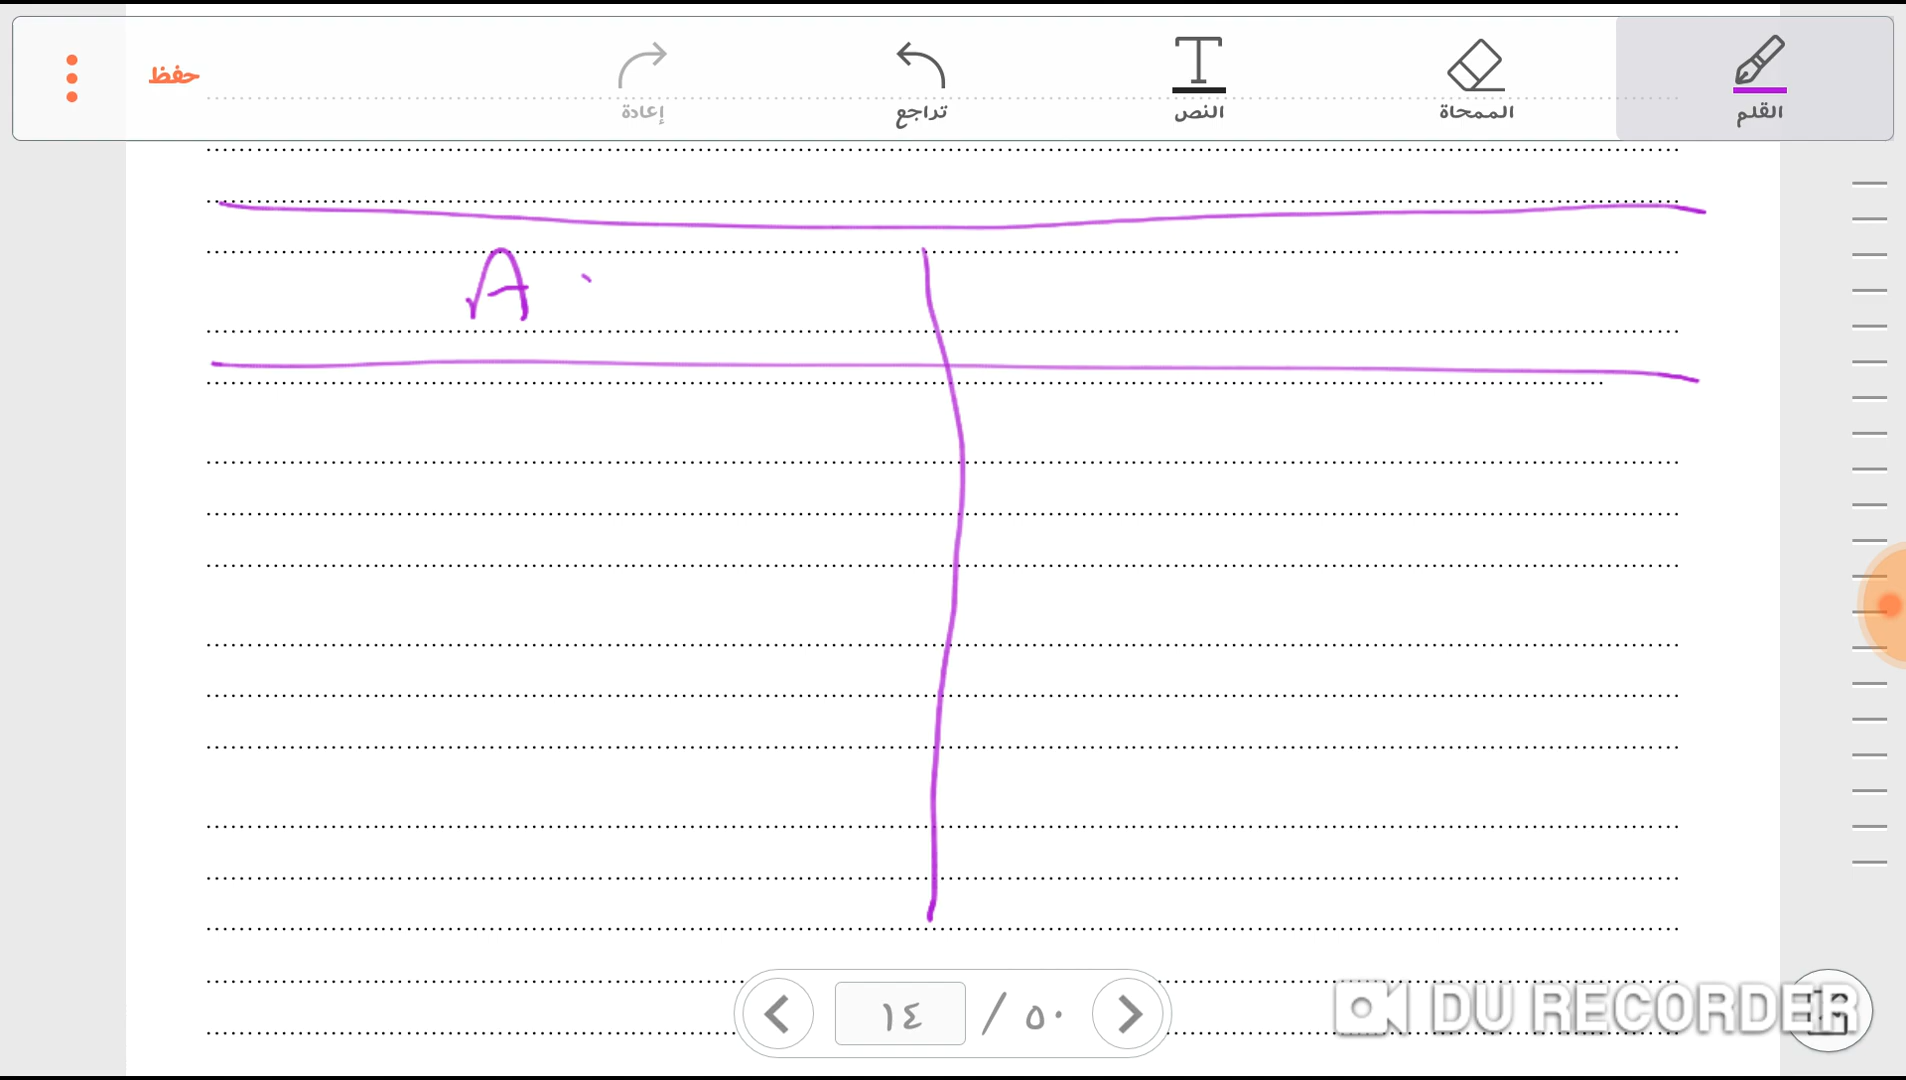 القلم الممحاة النص تراجع إعادة حفظ
A
١٤ / ٥٠
DU RECORDER